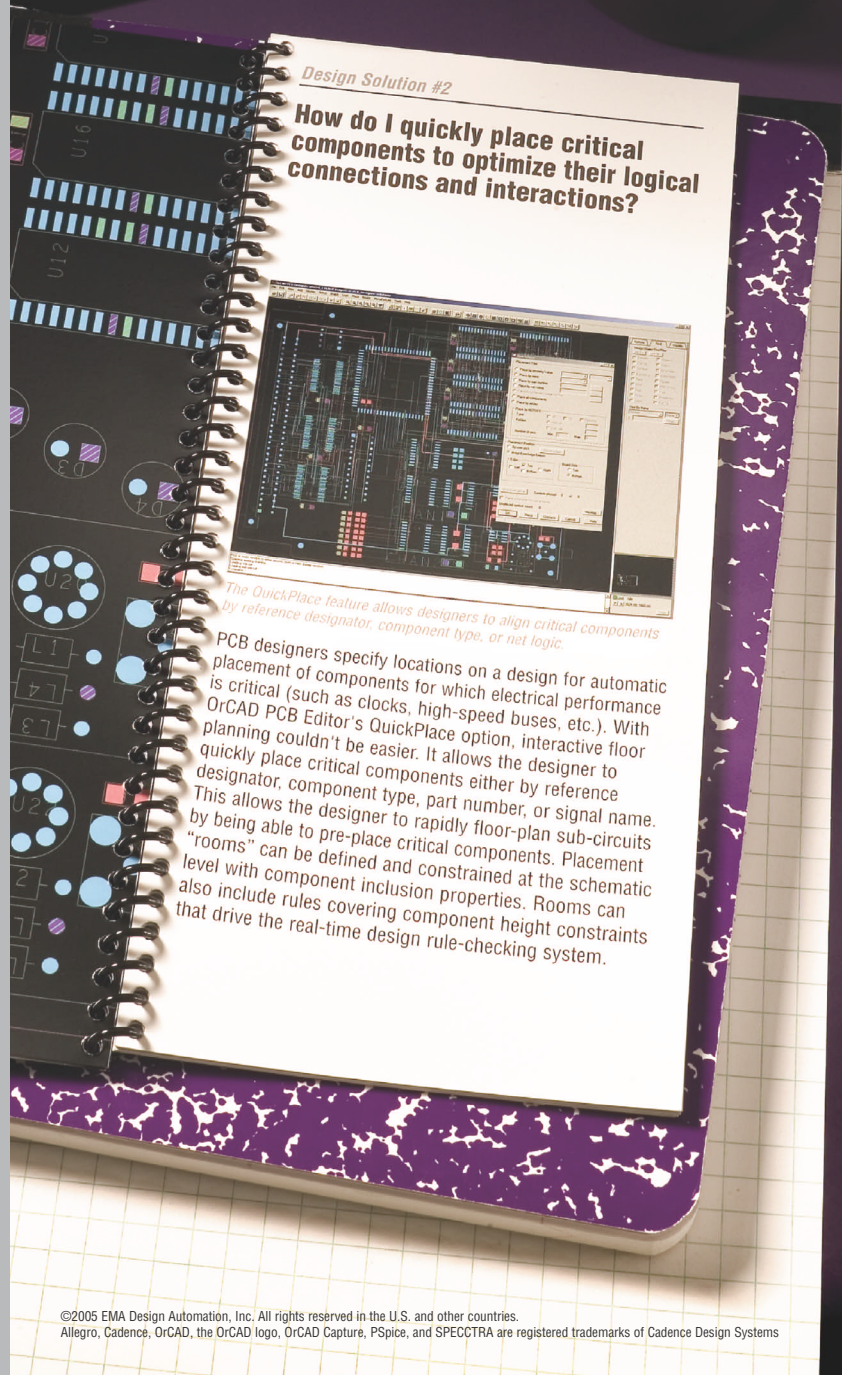 Design Solution #2
How do I quickly place critical
components to optimize their logical
connections and interactions?
U16
U12
D3
D4
U2
L1
L4
L3
U2
2
The QuickPlace feature allows designers to align critical components
by reference designator, component type, or net logic.
PCB designers specify locations on a design for automatic
placement of components for which electrical performance
is critical (such as clocks, high-speed buses, etc.). With
OrCAD PCB Editor's QuickPlace option, interactive floor
planning couldn't be easier. It allows the designer to
quickly place critical components either by reference
designator, component type, part number, or signal name.
This allows the designer to rapidly floor-plan sub-circuits
by being able to pre-place critical components. Placement
“rooms” can be defined and constrained at the schematic
level with component inclusion properties. Rooms can
also include rules covering component height constraints
that drive the real-time design rule-checking system.
©2005 EMA Design Automation, Inc. All rights reserved in the U.S. and other countries.
Allegro, Cadence, OrCAD, the OrCAD logo, OrCAD Capture, PSpice, and SPECCTRA are registered trademarks of Cadence Design Systems